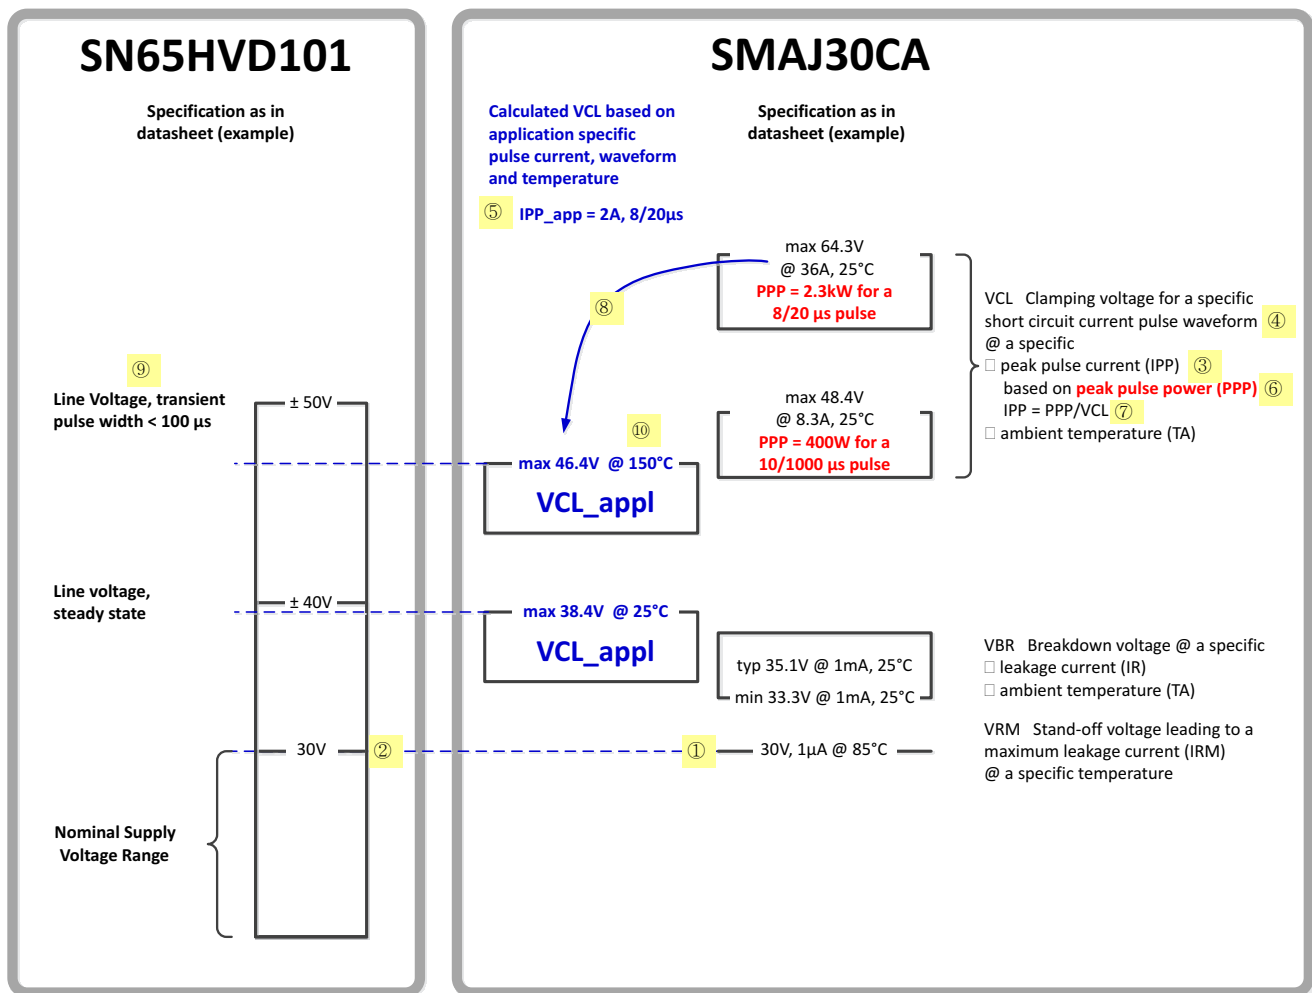 SN65HVD101
Specification as in
datasheet (example)
⑨
Line Voltage, transient
pulse width < 100 µs
± 50V
Line voltage,
steady state
± 40V
30V
②
Nominal Supply
Voltage Range
SMAJ30CA
Calculated VCL based on
application specific
pulse current, waveform
and temperature
⑤ IPP_app = 2A, 8/20µs
Specification as in
datasheet (example)
max 64.3V
@ 36A, 25°C
PPP = 2.3kW for a
8/20 µs pulse
⑧
max 48.4V
@ 8.3A, 25°C
PPP = 400W for a
10/1000 µs pulse
⑩
max 46.4V @ 150°C
VCL_appl
max 38.4V @ 25°C
VCL_appl
typ 35.1V @ 1mA, 25°C
min 33.3V @ 1mA, 25°C
①
30V, 1µA @ 85°C
VCL Clamping voltage for a specific
short circuit current pulse waveform ④
@ a specific
□ peak pulse current (IPP) ③
based on peak pulse power (PPP) ⑥
IPP = PPP/VCL ⑦
□ ambient temperature (TA)
VBR Breakdown voltage @ a specific
□ leakage current (IR)
□ ambient temperature (TA)
VRM Stand-off voltage leading to a
maximum leakage current (IRM)
@ a specific temperature